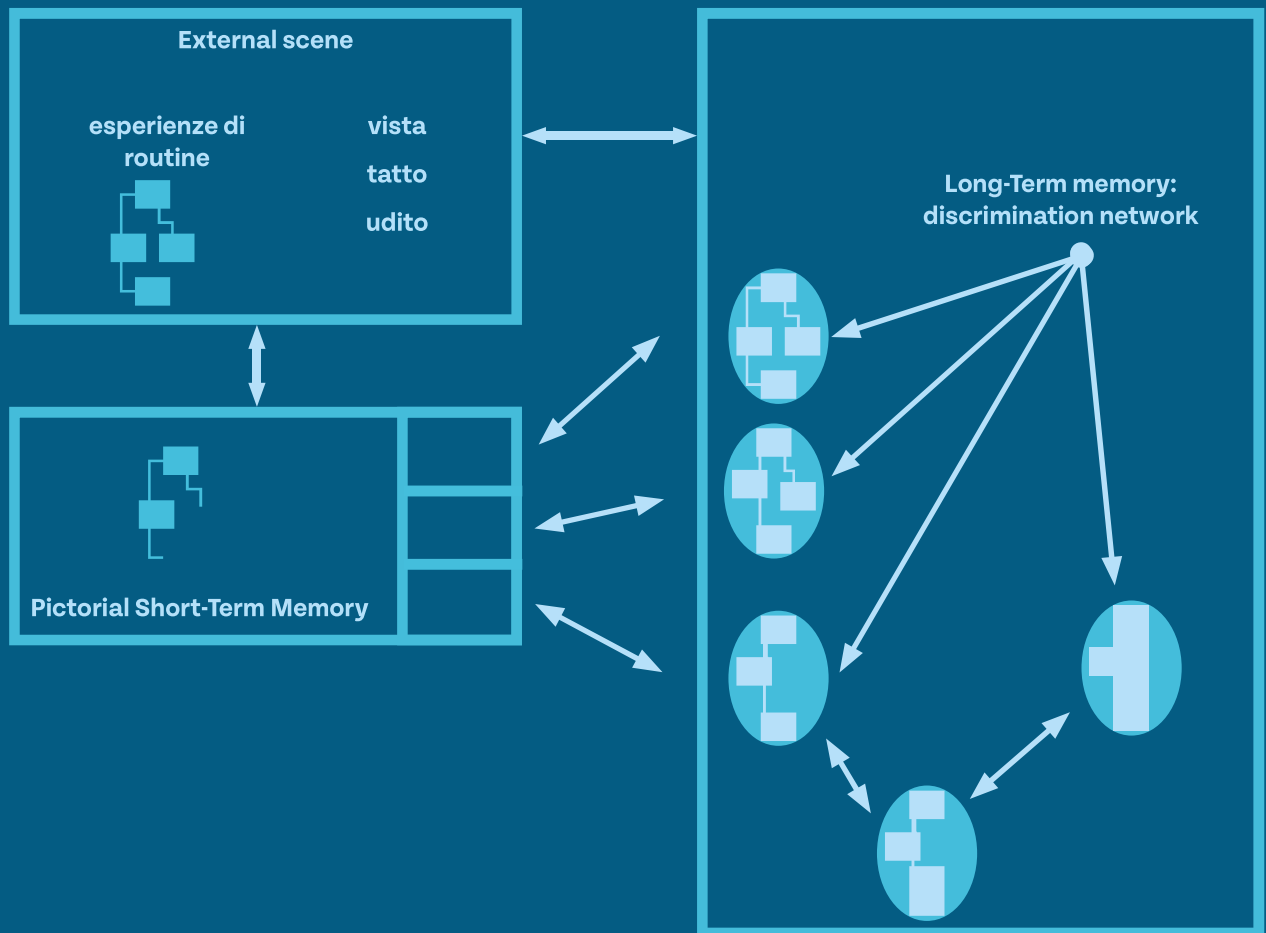 External scene
esperienze di
routine
vista
tatto
udito
Long-Term memory:
discrimination network
Pictorial Short-Term Memory